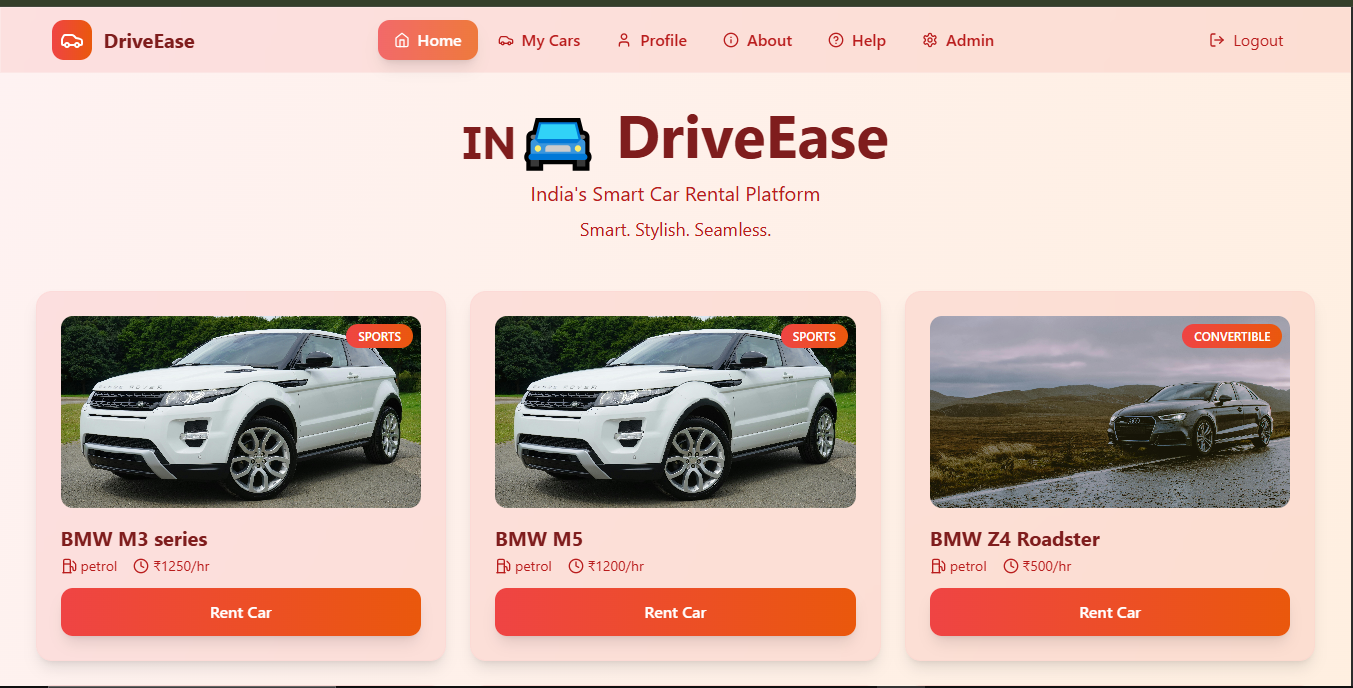 DriveEase
Home
My Cars
Profile
About
Help
Admin
Logout
IN🚘 DriveEase
India's Smart Car Rental Platform
Smart. Stylish. Seamless.
SPORTS
BMW M3 series
petrol ₹1250/hr
Rent Car
SPORTS
BMW M5
petrol ₹1200/hr
Rent Car
CONVERTIBLE
BMW Z4 Roadster
petrol ₹500/hr
Rent Car